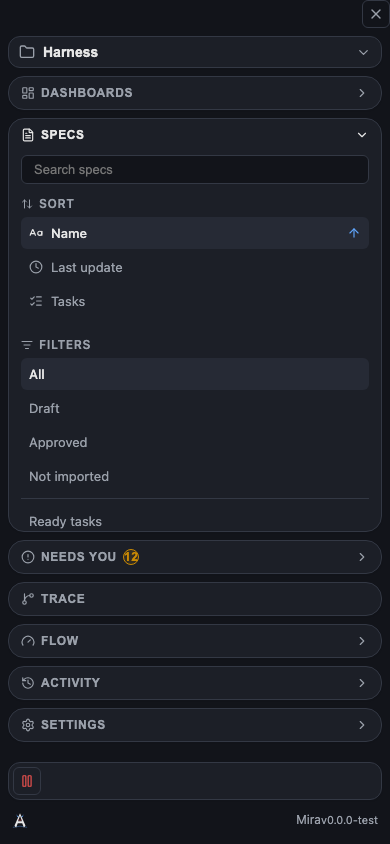 Harness
DASHBOARDS
SPECS
Search specs
SORT
Aa Name
Last update
Tasks
FILTERS
All
Draft
Approved
Not imported
Ready tasks
NEEDS YOU 12
TRACE
FLOW
ACTIVITY
SETTINGS
A Mirav0.0.0-test